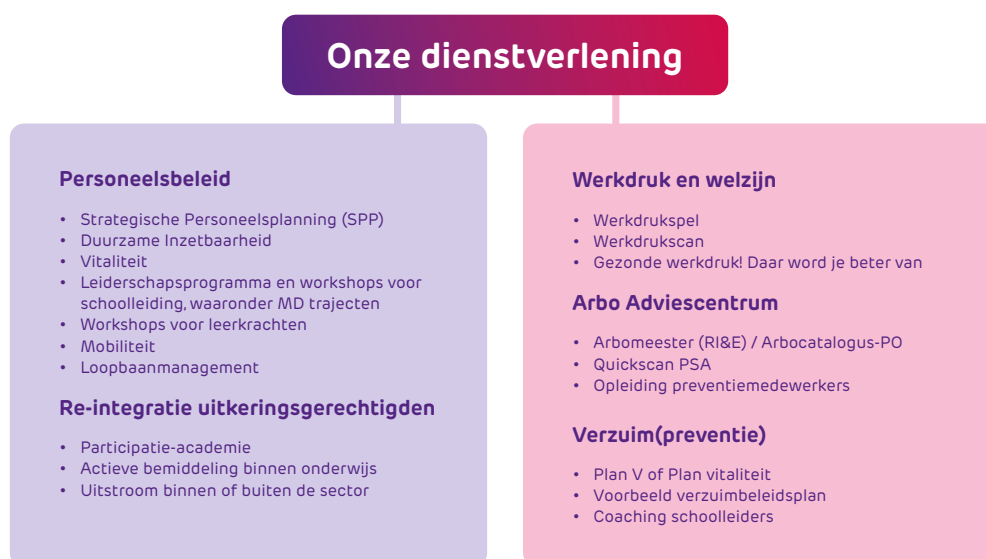 Onze dienstverlening
Personeelsbeleid
• Strategische Personeelsplanning (SPP)
• Duurzame Inzetbaarheid
• Vitaliteit
• Leiderschapsprogramma en workshops voor
schoolleiding, waaronder MD trajecten
• Workshops voor leerkrachten
• Mobiliteit
• Loopbaanmanagement
Re-integratie uitkeringsgerechtigden
• Participatie-academie
• Actieve bemiddeling binnen onderwijs
• Uitstroom binnen of buiten de sector
Werkdruk en welzijn
• Werkdrukspel
• Werkdrukscan
• Gezonde werkdruk! Daar word je beter van
Arbo Adviescentrum
• Arbomeester (RI&E) / Arbocatalogus-PO
• Quickscan PSA
• Opleiding preventiemedewerkers
Verzuim(preventie)
• Plan V of Plan vitaliteit
• Voorbeeld verzuimbeleidsplan
• Coaching schoolleiders